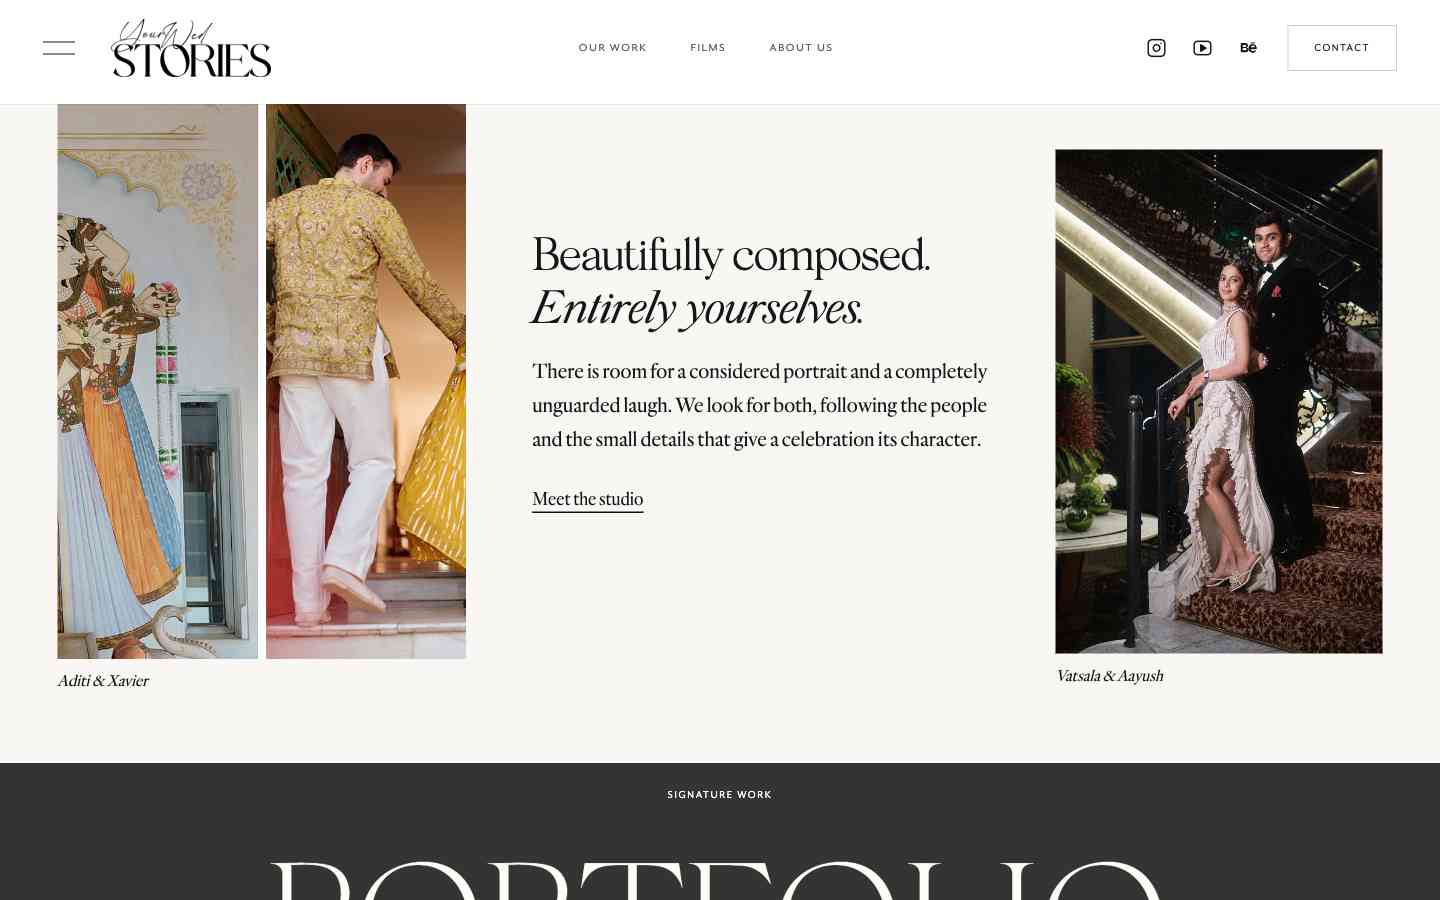 YourWed
STORIES
OUR WORK
FILMS
ABOUT US
Bē
CONTACT
Beautifully composed.
Entirely yourselves.
There is room for a considered portrait and a completely
unguarded laugh. We look for both, following the people
and the small details that give a celebration its character.
Meet the studio
Aditi & Xavier
Vatsala & Aayush
SIGNATURE WORK
PORTFOLIO